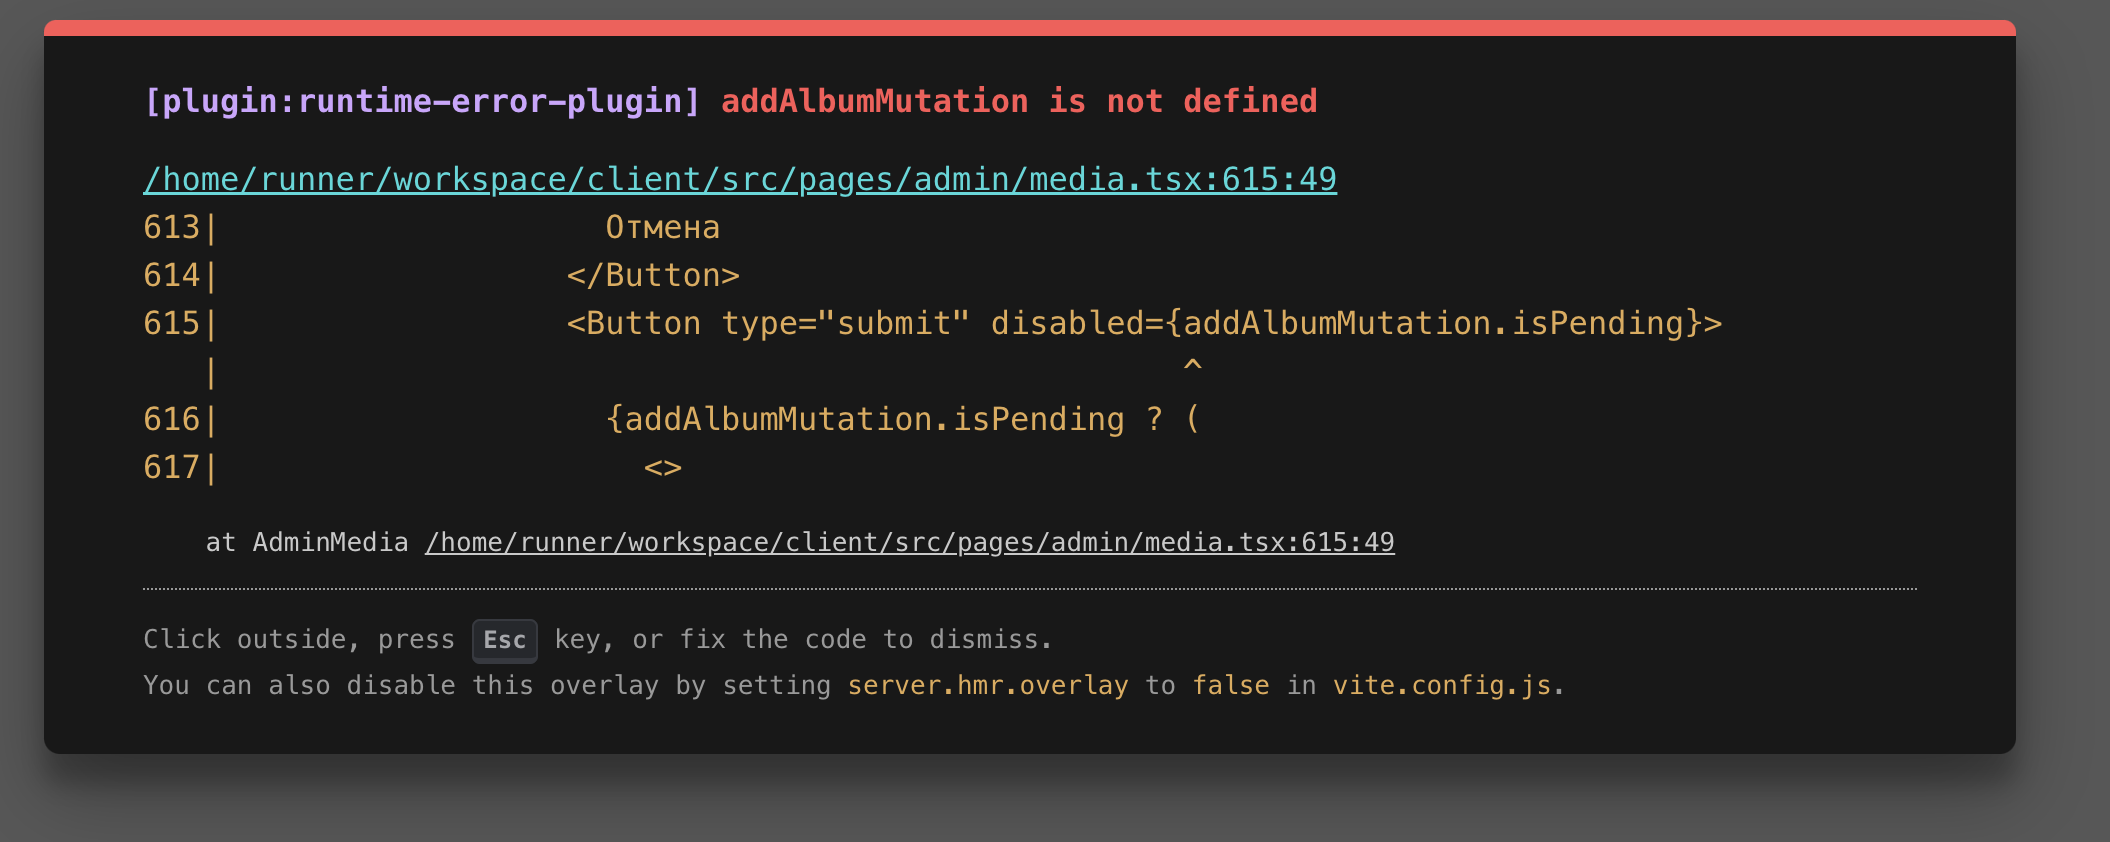 [plugin:runtime-error-plugin] addAlbumMutation is not defined
/home/runner/workspace/client/src/pages/admin/media.tsx:615:49
613|                    Отмена
614|                  </Button>
615|                  <Button type="submit" disabled={addAlbumMutation.isPending}>
   |                                                  ^
616|                    {addAlbumMutation.isPending ? (
617|                      <>
at AdminMedia /home/runner/workspace/client/src/pages/admin/media.tsx:615:49
Click outside, press Esc key, or fix the code to dismiss.
You can also disable this overlay by setting server.hmr.overlay to false in vite.config.js.